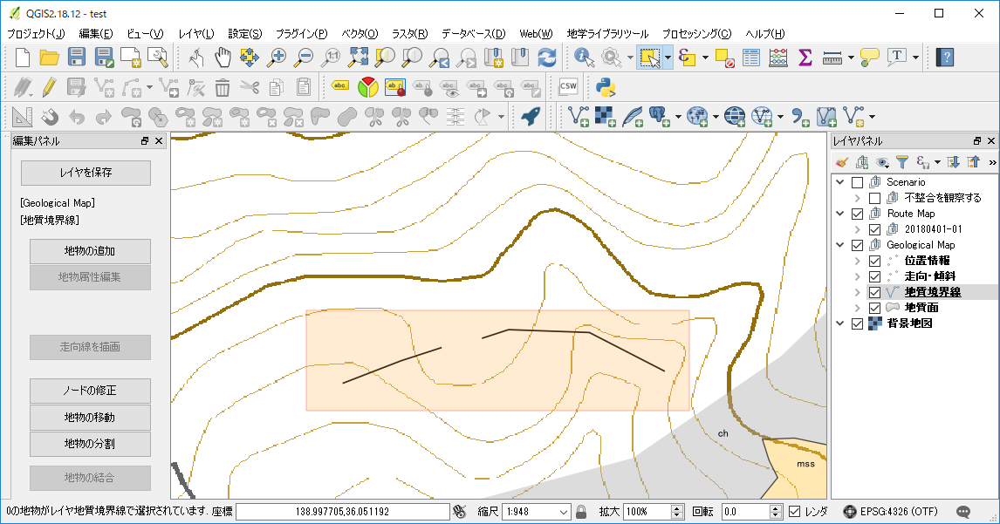 QGIS2.18.12 - test
プロジェクト(J) 編集(E) ビュー(V) レイヤ(L) 設定(S) プラグイン(P) ベクタ(O) ラスタ(R) データベース(D) Web(W) 地学ライブラリツール プロセッシング(C) ヘルプ(H)
1:1
ε
Σ
T
?
abc
abc
abc
abc
abc
abc
CSW
編集パネル
レイヤを保存
[Geological Map]
[地質境界線]
地物の追加
地物属性編集
走向線を描画
ノードの修正
地物の移動
地物の分割
地物の結合
ch
mss
レイヤパネル
»
Scenario
不整合を観察する
Route Map
20180401-01
Geological Map
位置情報
走向・傾斜
地質境界線
地質面
背景地図
0の地物がレイヤ地質境界線で選択されています. 座標 138.997705,36.051192 縮尺 1:948 拡大 100% 回転 0.0 レンダ EPSG:4326 (OTF)